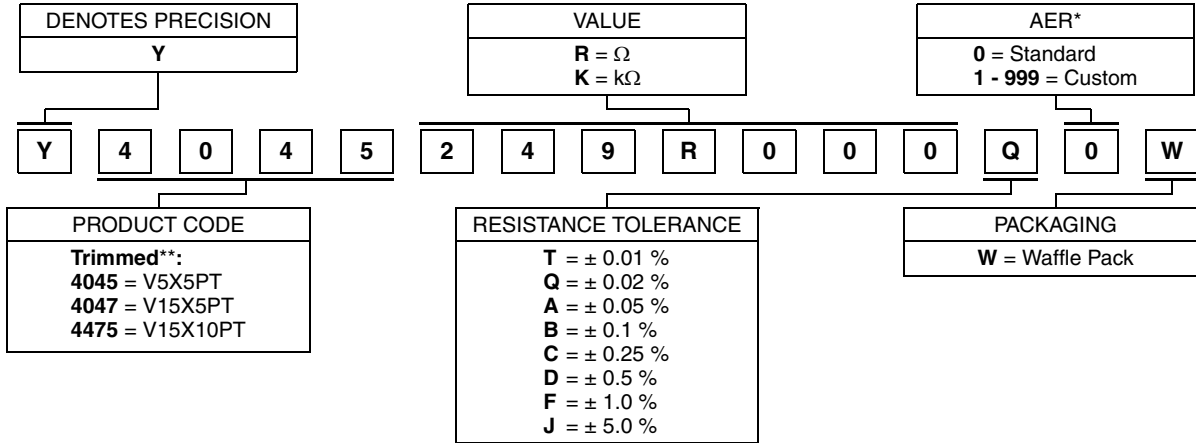 DENOTES PRECISION
Y
VALUE
R = Ω
K = kΩ
AER*
0 = Standard
1 - 999 = Custom
Y 4 0 4 5 2 4 9 R 0 0 0 Q 0 W
PRODUCT CODE
Trimmed**:
4045 = V5X5PT
4047 = V15X5PT
4475 = V15X10PT
RESISTANCE TOLERANCE
T = ± 0.01 %
Q = ± 0.02 %
A = ± 0.05 %
B = ± 0.1 %
C = ± 0.25 %
D = ± 0.5 %
F = ± 1.0 %
J = ± 5.0 %
PACKAGING
W = Waffle Pack